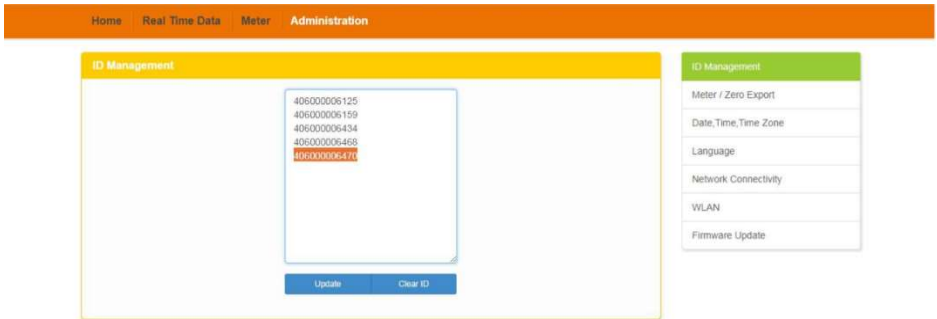 Home Real Time Data Meter Administration
ID Management
406000006125
406000006159
406000006434
406000006468
406000006470
Update Clear ID
ID Management
Meter / Zero Export
Date,Time,Time Zone
Language
Network Connectivity
WLAN
Firmware Update